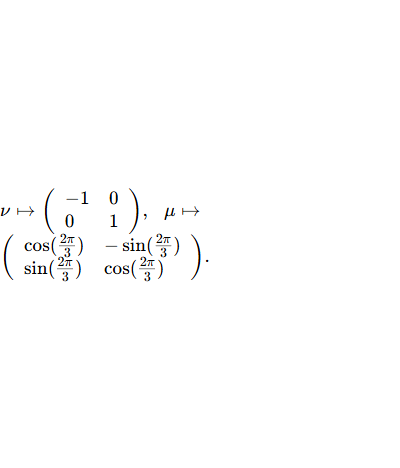 ν ↦ ( −1 0 ; 0 1 ), μ ↦
( cos(2π/3) −sin(2π/3) ; sin(2π/3) cos(2π/3) ).